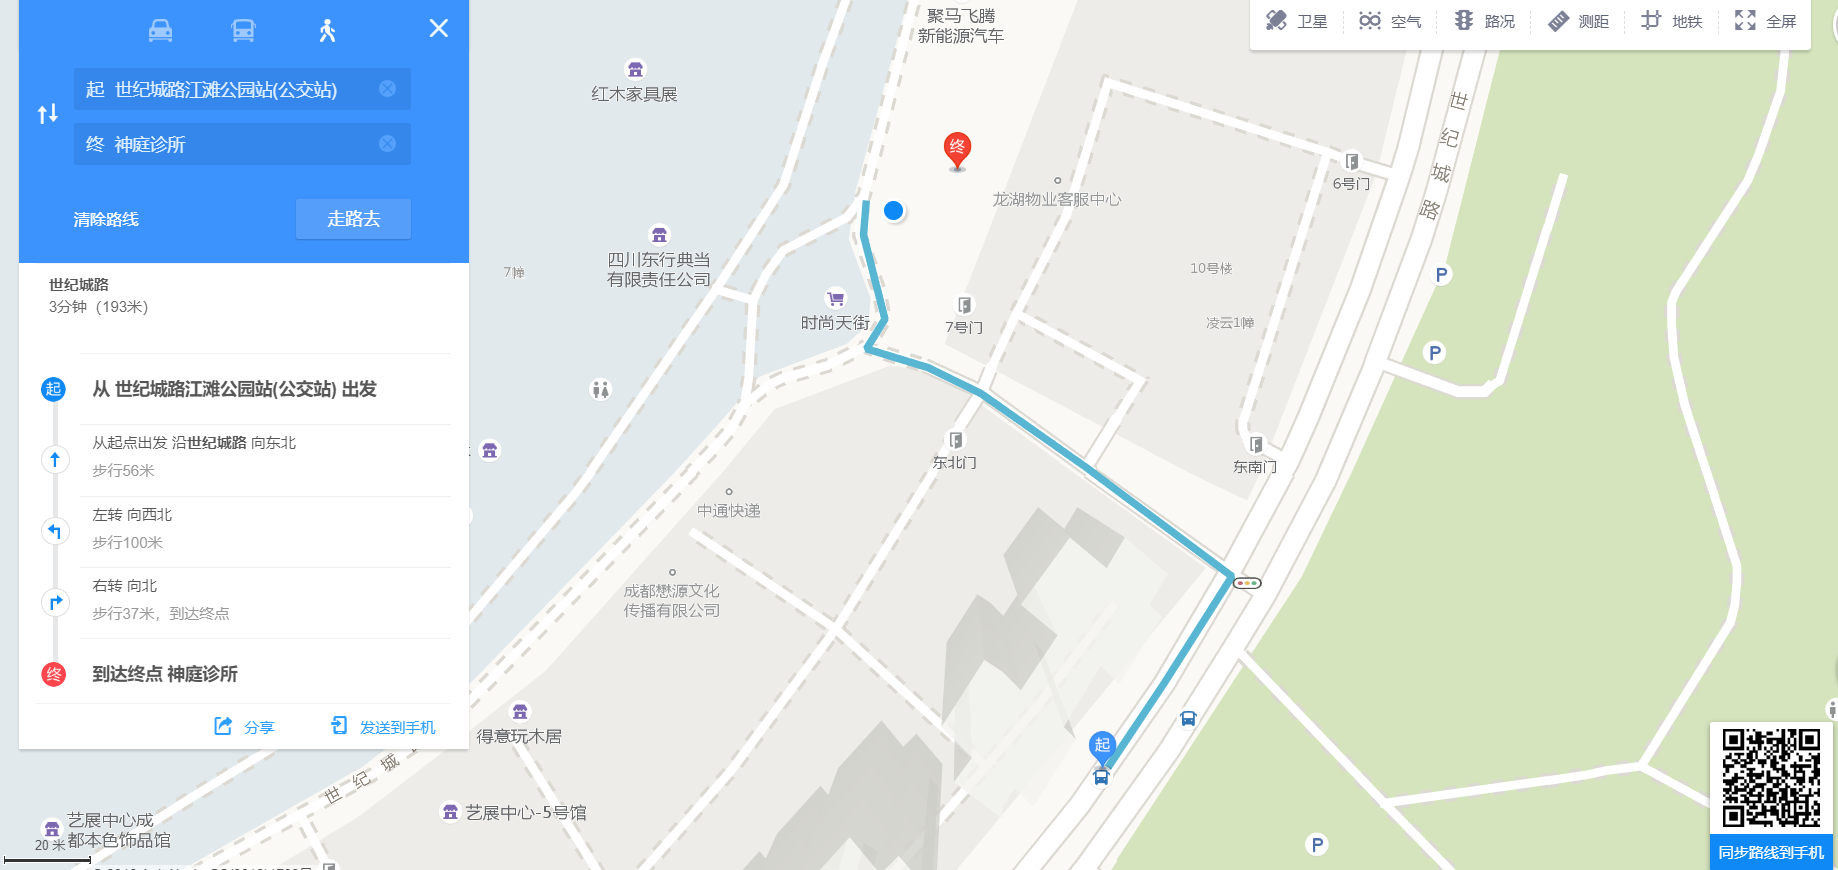 起 世纪城路江滩公园站(公交站)
终 神庭诊所
清除路线
走路去
世纪城路
3分钟（193米）
起
从 世纪城路江滩公园站(公交站) 出发
从起点出发 沿世纪城路 向东北
步行56米
左转 向西北
步行100米
右转 向北
步行37米，到达终点
终
到达终点 神庭诊所
分享
发送到手机
卫星
空气
路况
测距
地铁
全屏
聚马飞腾
新能源汽车
红木家具展
终
龙湖物业客服中心
6号门
世纪城路
四川东行典当
有限责任公司
7幢
10号楼
P
时尚天街
7号门
凌云1幢
P
东北门
东南门
中通快递
成都懋源文化
传播有限公司
得意玩木居
起
世纪城
艺展中心-5号馆
艺展中心成
都本色饰品馆
20 米
P
同步路线到手机